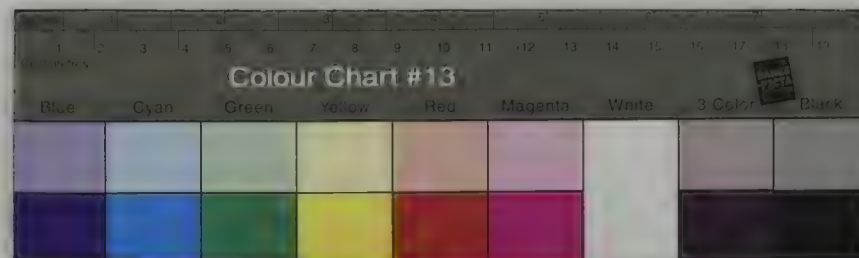 1 2 3 4 5 6 7 8 9 10 11 12 13 14 15 16 17 18 19
Colour Chart #13
Blue Cyan Green Yellow Red Magenta White 3 Color Black